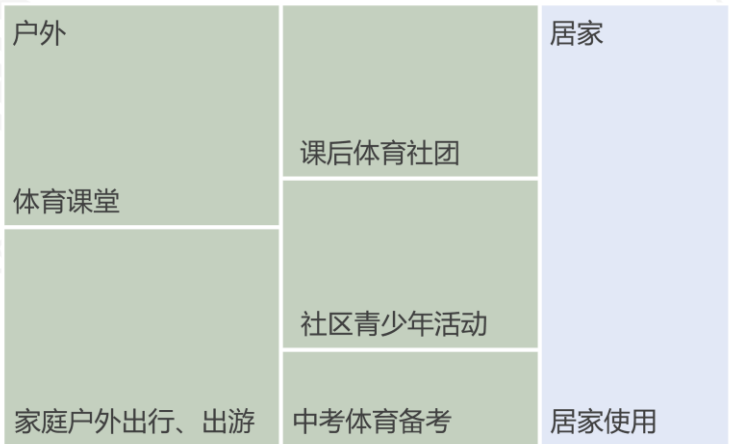 户外
体育课堂
家庭户外出行、出游
课后体育社团
社区青少年活动
中考体育备考
居家
居家使用